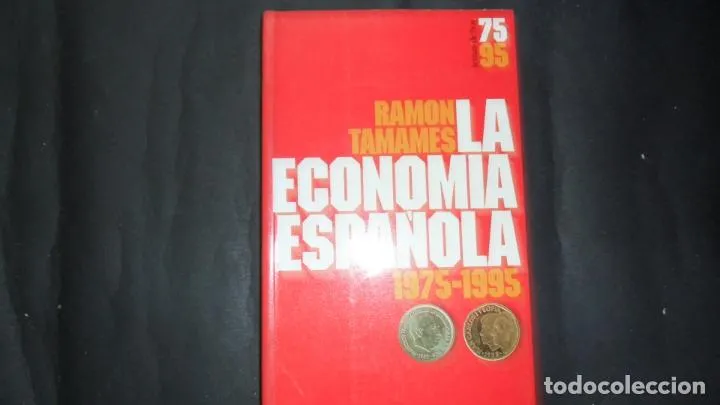 75
95
RAMON
TAMAMES
LA
ECONOMIA
ESPAÑOLA
1975-1995
todocoleccion